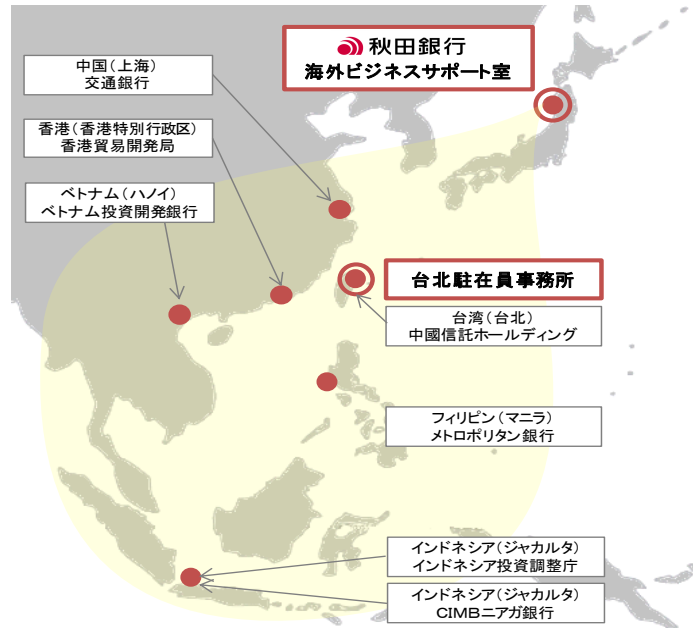 秋田銀行
海外ビジネスサポート室
中国(上海)
交通銀行
香港(香港特別行政区)
香港貿易開発局
ベトナム(ハノイ)
ベトナム投資開発銀行
台北駐在員事務所
台湾(台北)
中國信託ホールディング
フィリピン(マニラ)
メトロポリタン銀行
インドネシア(ジャカルタ)
インドネシア投資調整庁
インドネシア(ジャカルタ)
CIMBニアガ銀行